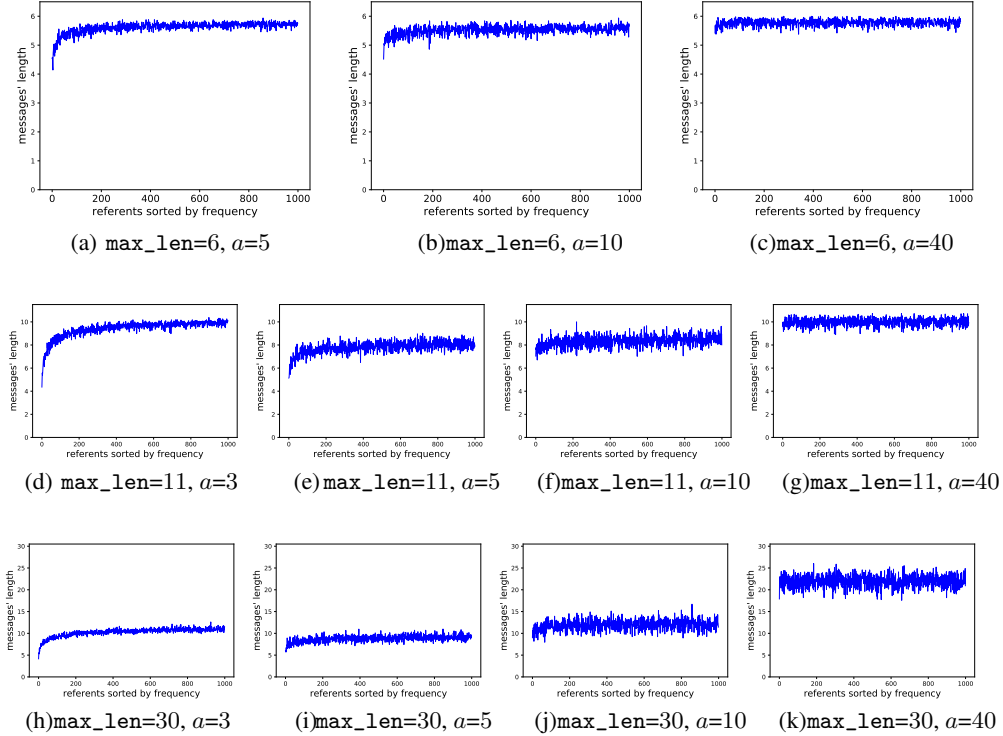 6
5
4
3
2
1
0
messages' length
0 200 400 600 800 1000
referents sorted by frequency
(a) max_len=6, a=5
6
5
4
3
2
1
0
messages' length
0 200 400 600 800 1000
referents sorted by frequency
(b)max_len=6, a=10
6
5
4
3
2
1
0
messages' length
0 200 400 600 800 1000
referents sorted by frequency
(c)max_len=6, a=40
10
8
6
4
2
0
messages' length
0 200 400 600 800 1000
referents sorted by frequency
(d) max_len=11, a=3
10
8
6
4
2
0
messages' length
0 200 400 600 800 1000
referents sorted by frequency
(e)max_len=11, a=5
10
8
6
4
2
0
messages' length
0 200 400 600 800 1000
referents sorted by frequency
(f)max_len=11, a=10
10
8
6
4
2
0
messages' length
0 200 400 600 800 1000
referents sorted by frequency
(g)max_len=11, a=40
30
25
20
15
10
5
0
messages' length
0 200 400 600 800 1000
referents sorted by frequency
(h)max_len=30, a=3
30
25
20
15
10
5
0
messages' length
0 200 400 600 800 1000
referents sorted by frequency
(i)max_len=30, a=5
30
25
20
15
10
5
0
messages' length
0 200 400 600 800 1000
referents sorted by frequency
(j)max_len=30, a=10
30
25
20
15
10
5
0
messages' length
0 200 400 600 800 1000
referents sorted by frequency
(k)max_len=30, a=40